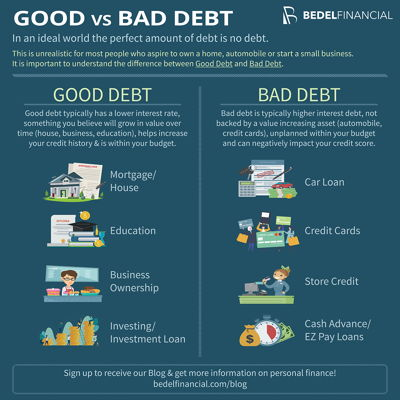 GOOD vs BAD DEBT
BEDELFINANCIAL
In an ideal world the perfect amount of debt is no debt.
This is unrealistic for most people who aspire to own a home, automobile or start a small business.
It is important to understand the difference between Good Debt and Bad Debt.
GOOD DEBT
Good debt typically has a lower interest rate,
something you believe will grow in value over
time (house, business, education), helps increase
your credit history & is within your budget.
Mortgage/
House
Education
Business
Ownership
Investing/
Investment Loan
BAD DEBT
Bad debt is typically higher interest debt, not
backed by a value increasing asset (automobile,
credit cards), unplanned within your budget
and can negatively impact your credit score.
Car Loan
Credit Cards
Store Credit
Cash Advance/
EZ Pay Loans
Sign up to receive our Blog & get more information on personal finance!
bedelfinancial.com/blog